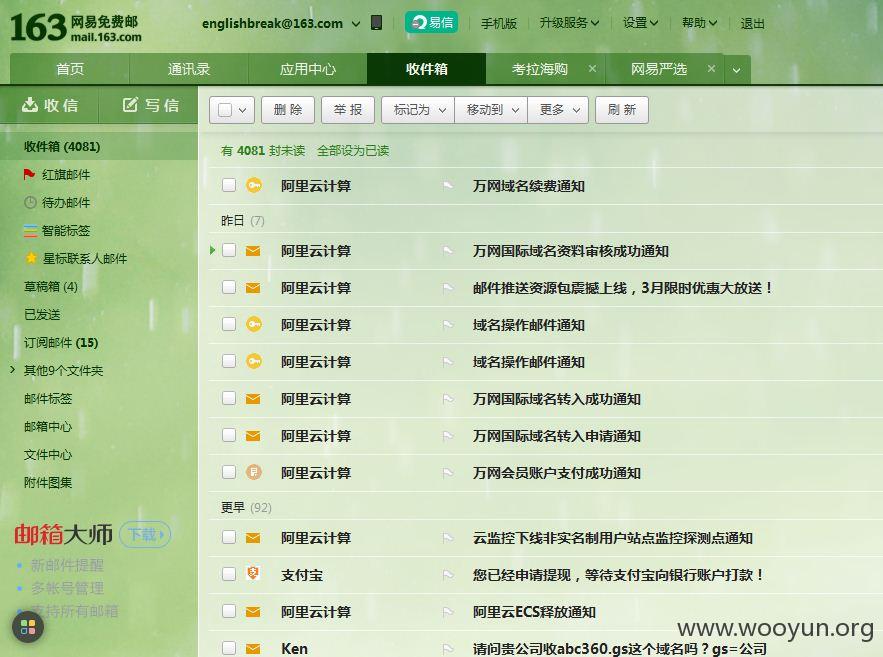 163 网易免费邮 mail.163.com englishbreak@163.com 易信 手机版 升级服务 设置 帮助 退出
首页 通讯录 应用中心 收件箱 考拉海购 × 网易严选 ×
收信 写信 删除 举报 标记为 移动到 更多 刷新
收件箱 (4081)
红旗邮件
待办邮件
智能标签
星标联系人邮件
草稿箱 (4)
已发送
订阅邮件 (15)
其他9个文件夹
邮件标签
邮箱中心
文件中心
附件图集
邮箱大师 下载
新邮件提醒
多帐号管理
支持所有邮箱
有 4081 封未读 全部设为已读
阿里云计算 万网域名续费通知
昨日 (7)
阿里云计算 万网国际域名资料审核成功通知
阿里云计算 邮件推送资源包震撼上线，3月限时优惠大放送！
阿里云计算 域名操作邮件通知
阿里云计算 域名操作邮件通知
阿里云计算 万网国际域名转入成功通知
阿里云计算 万网国际域名转入申请通知
阿里云计算 万网会员账户支付成功通知
更早 (92)
阿里云计算 云监控下线非实名制用户站点监控探测点通知
支付宝 您已经申请提现，等待支付宝向银行账户打款！
阿里云计算 阿里云ECS释放通知
Ken 请问贵公司收abc360.gs这个域名吗？gs=公司
www.wooyun.org